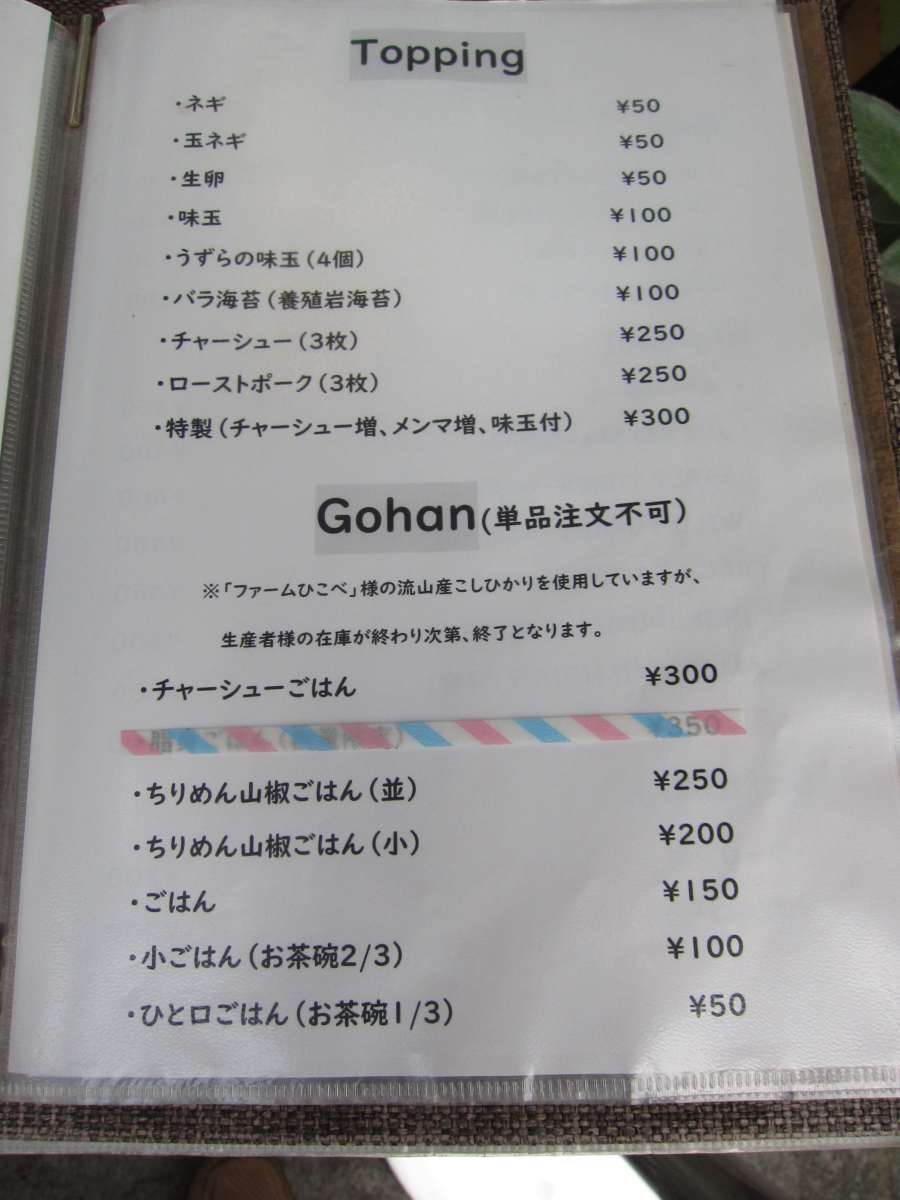 Topping
・ネギ ¥50
・玉ネギ ¥50
・生卵 ¥50
・味玉 ¥100
・うずらの味玉(4個) ¥100
・バラ海苔(養殖岩海苔) ¥100
・チャーシュー(3枚) ¥250
・ローストポーク(3枚) ¥250
・特製(チャーシュー増、メンマ増、味玉付) ¥300
Gohan(単品注文不可)
※「ファームひこべ」様の流山産こしひかりを使用していますが、
生産者様の在庫が終わり次第、終了となります。
・チャーシューごはん ¥300
ごはん ¥350
・ちりめん山椒ごはん(並) ¥250
・ちりめん山椒ごはん(小) ¥200
・ごはん ¥150
・小ごはん(お茶碗2/3) ¥100
・ひと口ごはん(お茶碗1/3) ¥50